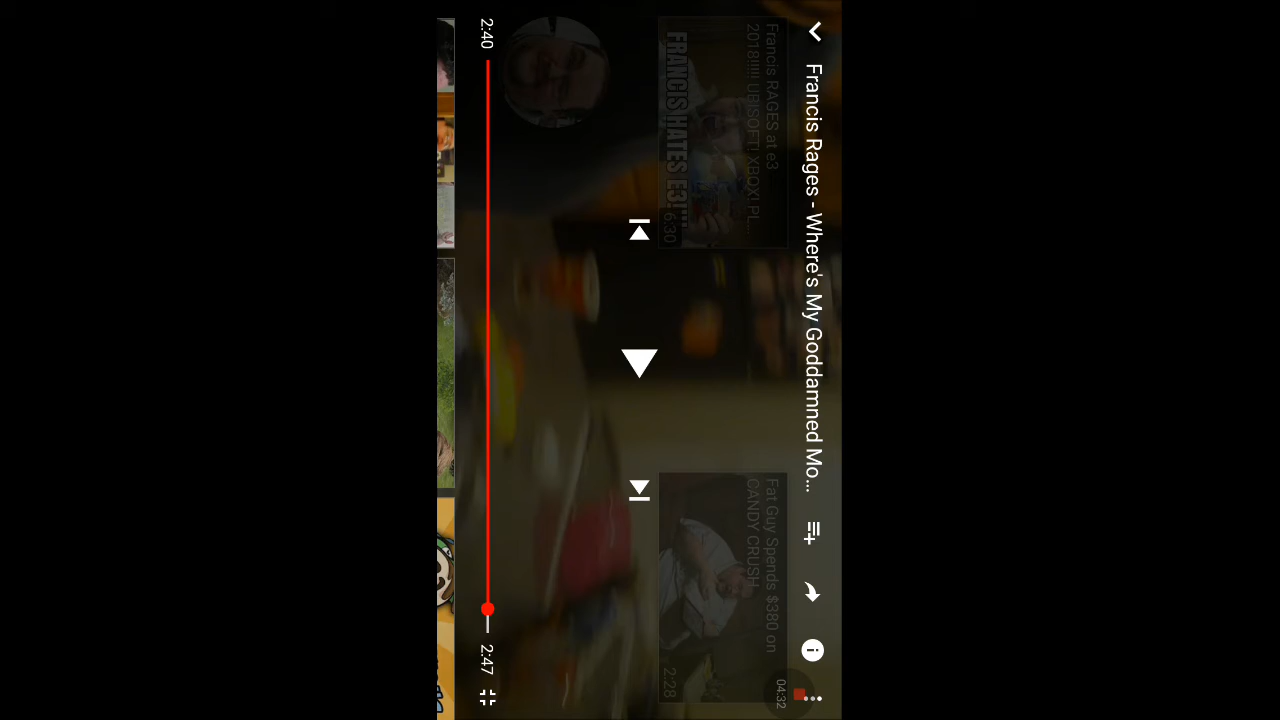 Francis Rages - Where's My Goddamned Mo...
Francis RAGES at e3
2018!!!!! UBISOFT! XBOX! PL...
FRANCIS HATES E3!!!
6:30
Fat Guy Spends $380 on
CANDY CRUSH
2:28
04:32
2:40
2:47